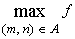 max f
(m, n) ∈ A